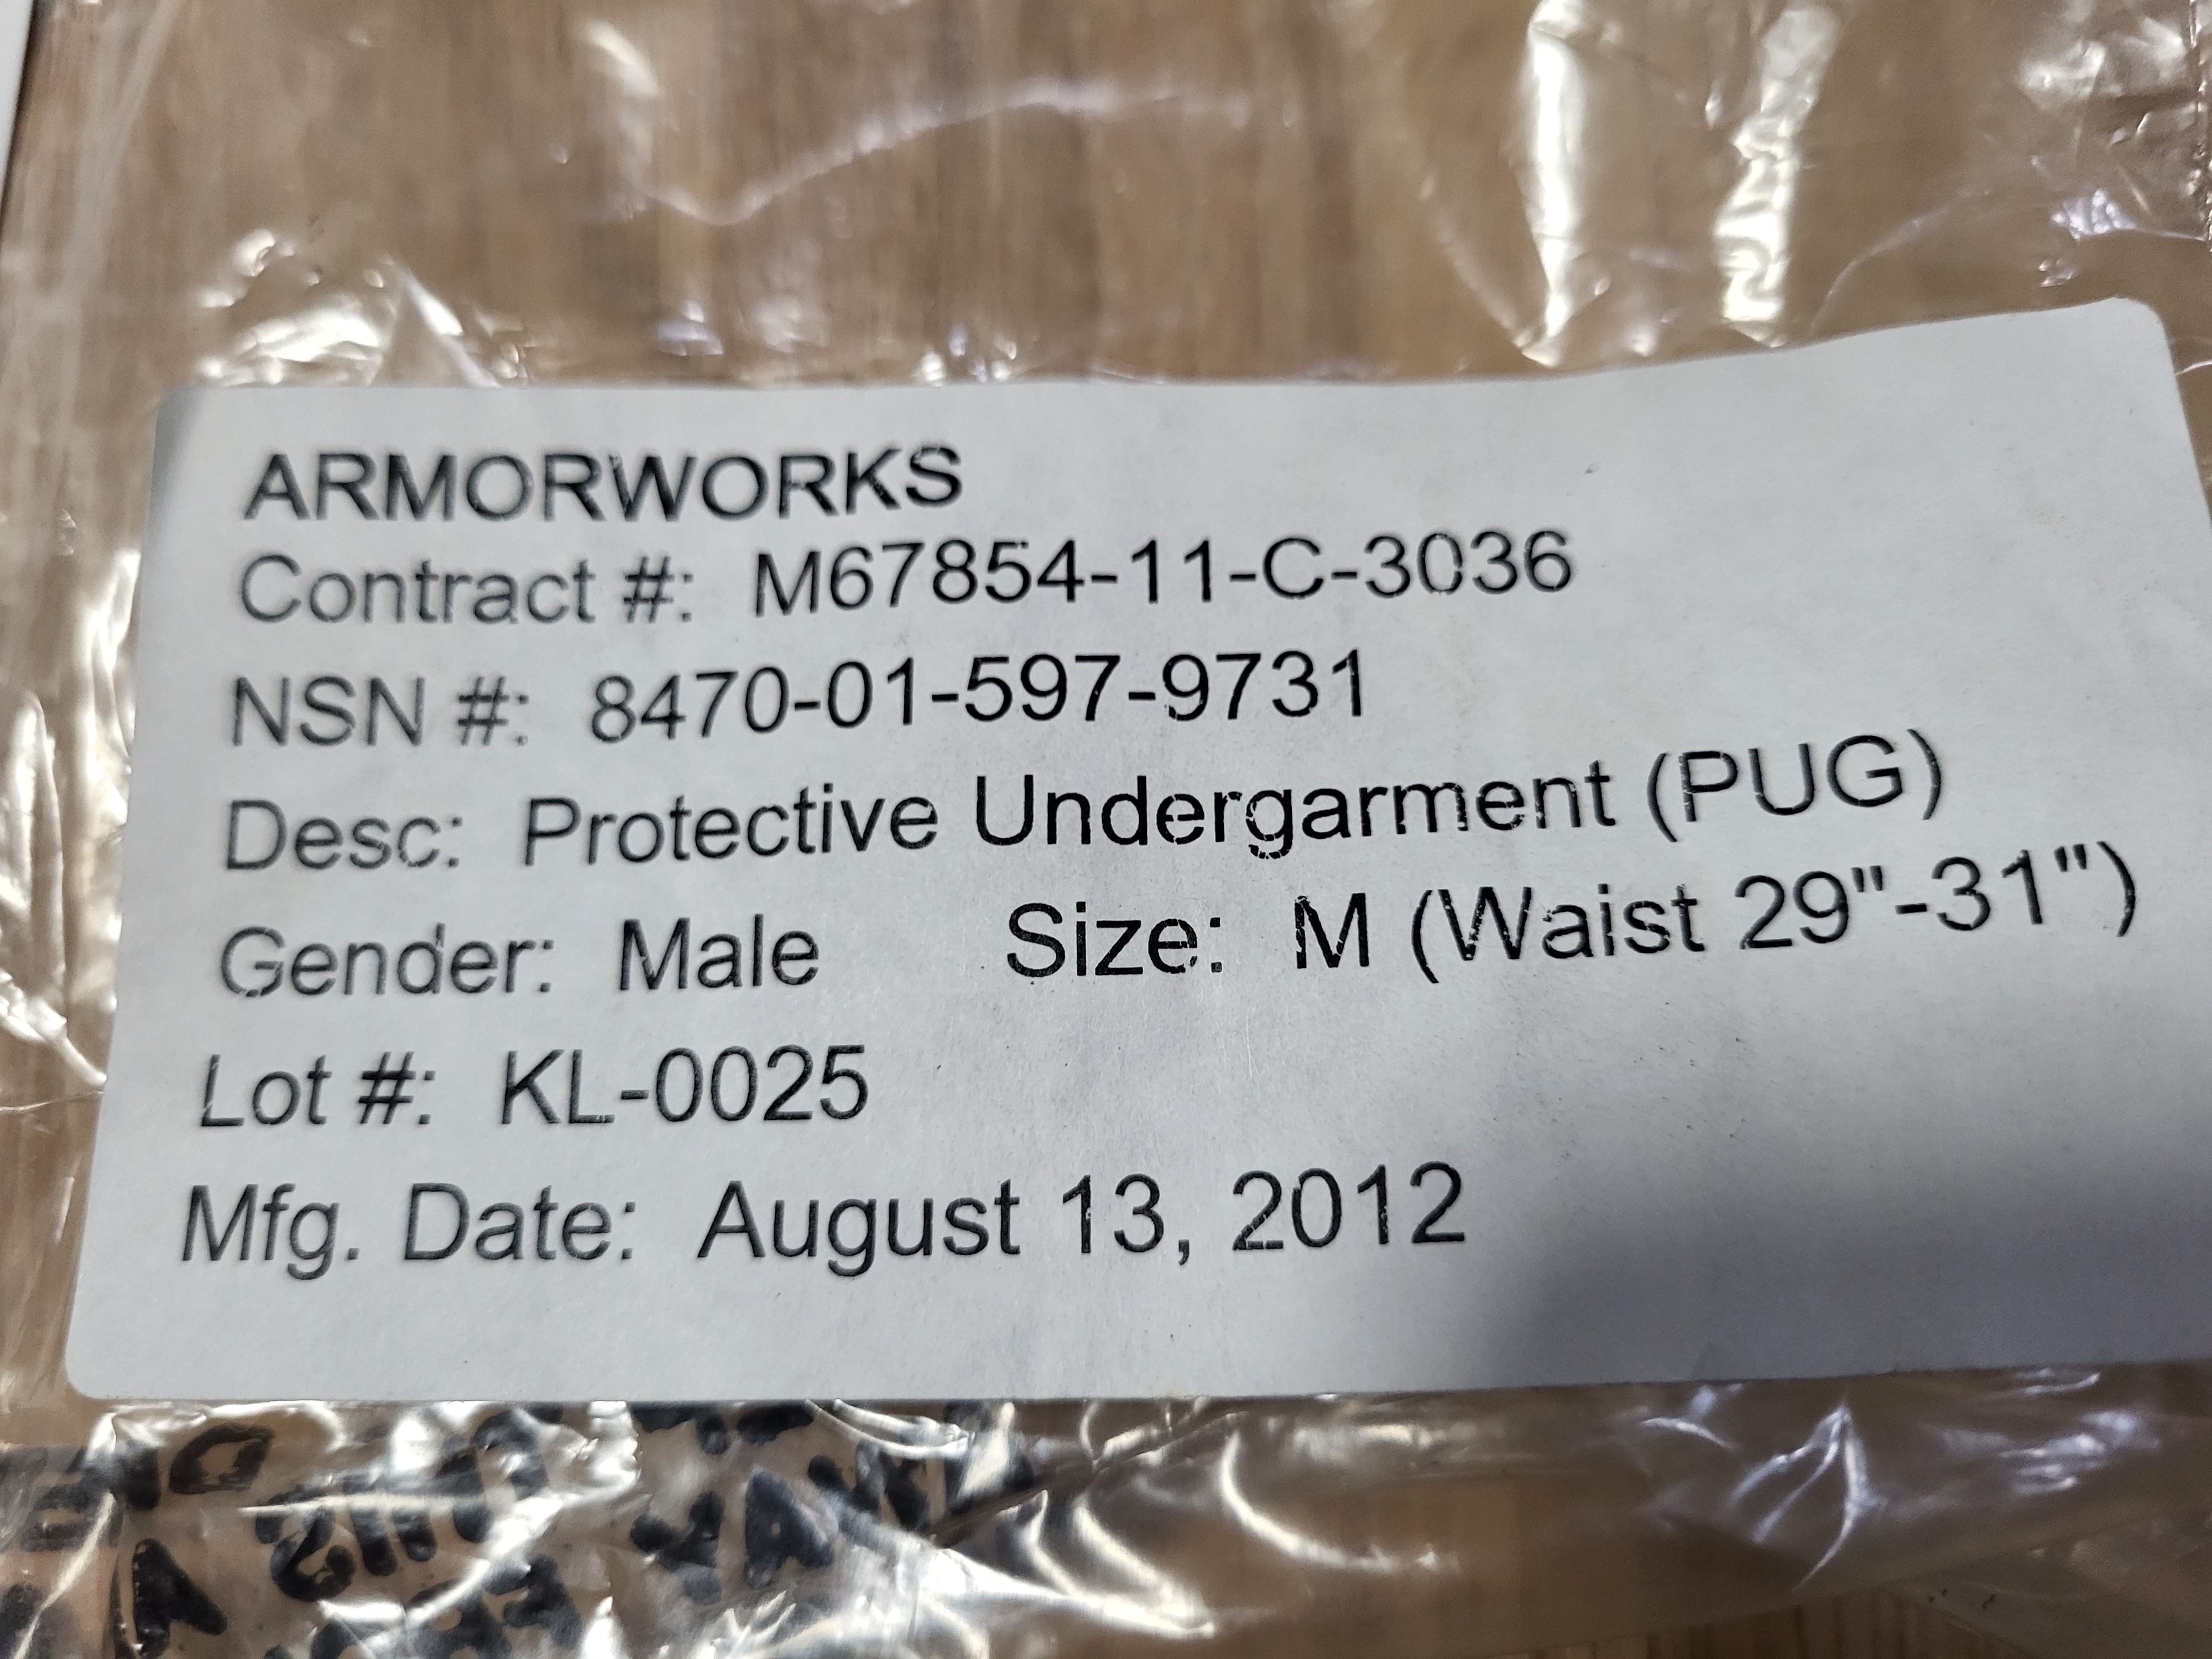 ARMORWORKS
Contract #: M67854-11-C-3036
NSN #: 8470-01-597-9731
Desc: Protective Undergarment (PUG)
Gender: Male Size: M (Waist 29"-31")
Lot #: KL-0025
Mfg. Date: August 13, 2012